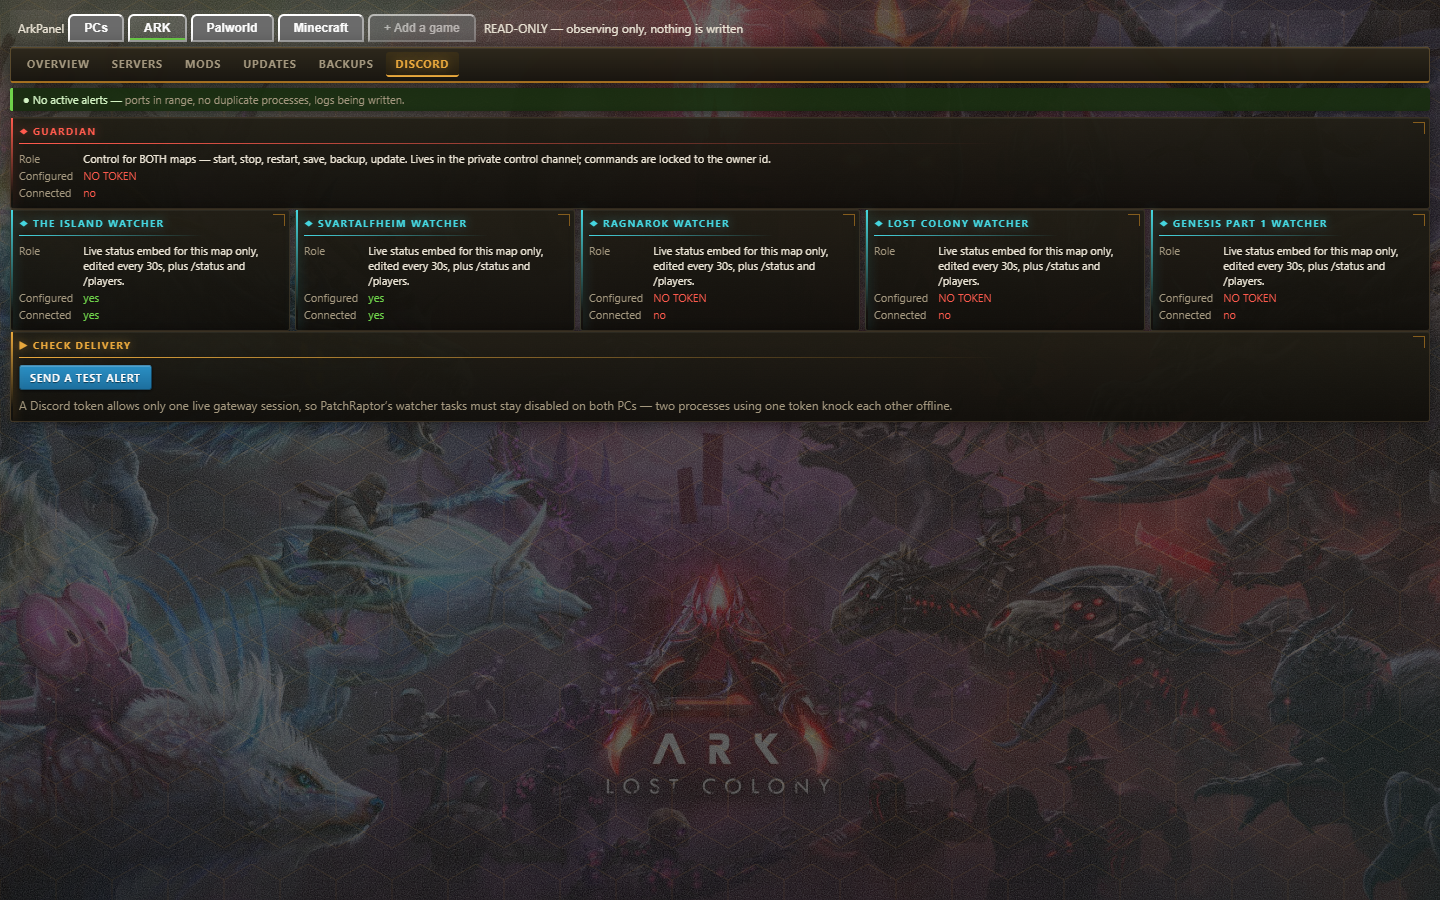 ArkPanel PCs ARK Palworld Minecraft + Add a game READ-ONLY — observing only, nothing is written
OVERVIEW SERVERS MODS UPDATES BACKUPS DISCORD
● No active alerts — ports in range, no duplicate processes, logs being written.
◆ GUARDIAN
Role Control for BOTH maps — start, stop, restart, save, backup, update. Lives in the private control channel; commands are locked to the owner id.
Configured NO TOKEN
Connected no
◆ THE ISLAND WATCHER
Role Live status embed for this map only,
edited every 30s, plus /status and
/players.
Configured yes
Connected yes
◆ SVARTALFHEIM WATCHER
Role Live status embed for this map only,
edited every 30s, plus /status and
/players.
Configured yes
Connected yes
◆ RAGNAROK WATCHER
Role Live status embed for this map only,
edited every 30s, plus /status and
/players.
Configured NO TOKEN
Connected no
◆ LOST COLONY WATCHER
Role Live status embed for this map only,
edited every 30s, plus /status and
/players.
Configured NO TOKEN
Connected no
◆ GENESIS PART 1 WATCHER
Role Live status embed for this map only,
edited every 30s, plus /status and
/players.
Configured NO TOKEN
Connected no
▶ CHECK DELIVERY
SEND A TEST ALERT
A Discord token allows only one live gateway session, so PatchRaptor's watcher tasks must stay disabled on both PCs — two processes using one token knock each other offline.
ARK
LOST COLONY